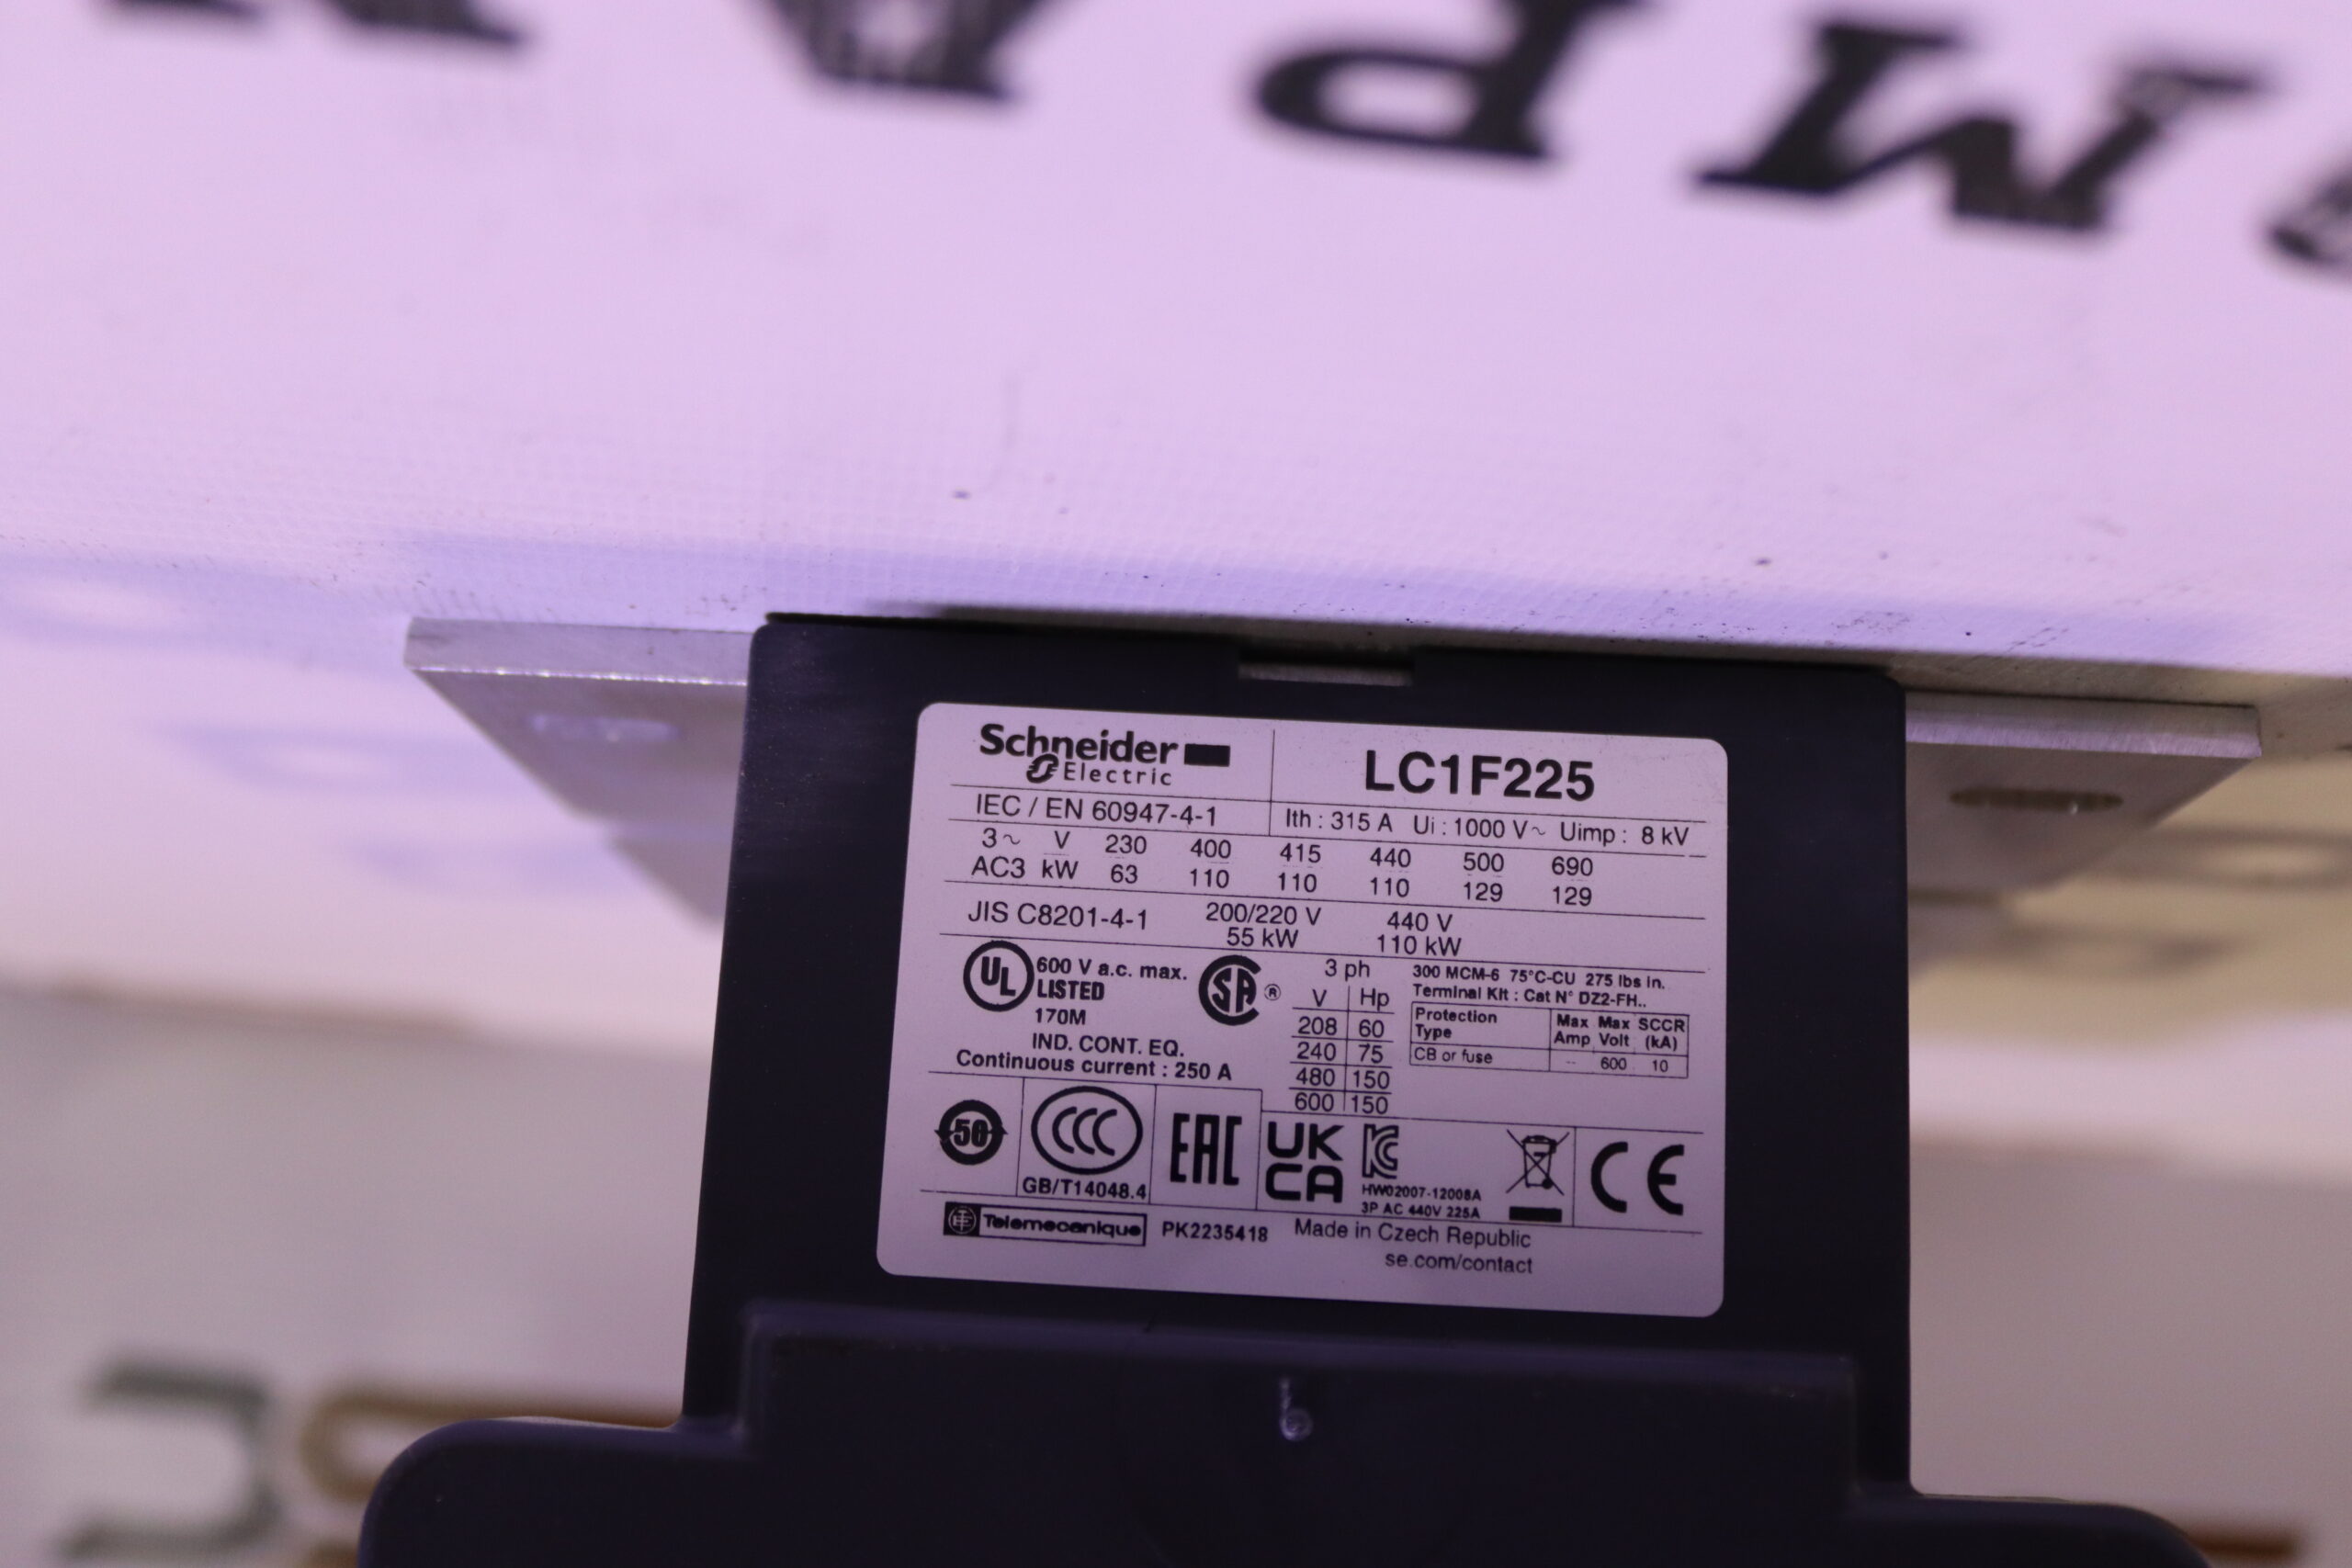 Schneider
Electric
LC1F225
IEC / EN 60947-4-1
Ith : 315 A Ui : 1000 V~ Uimp : 8 kV
3~ V 230 400 415 440 500 690
AC3 kW 63 110 110 110 129 129
JIS C8201-4-1 200/220 V 440 V
55 kW 110 kW
UL 600 V a.c. max.
LISTED
170M
IND. CONT. EQ.
Continuous current : 250 A
SA ®
3 ph
V Hp
208 60
240 75
480 150
600 150
300 MCM-6 75°C-CU 275 lbs in.
Terminal Kit : Cat N° DZ2-FH..
Protection Type Max Amp Max Volt SCCR (kA)
CB or fuse -- 600 10
50
CCC
GB/T14048.4
EAC
UK
CA
KC
HW02007-12008A
3P AC 440V 225A
CE
Telemecanique PK2235418 Made in Czech Republic
se.com/contact